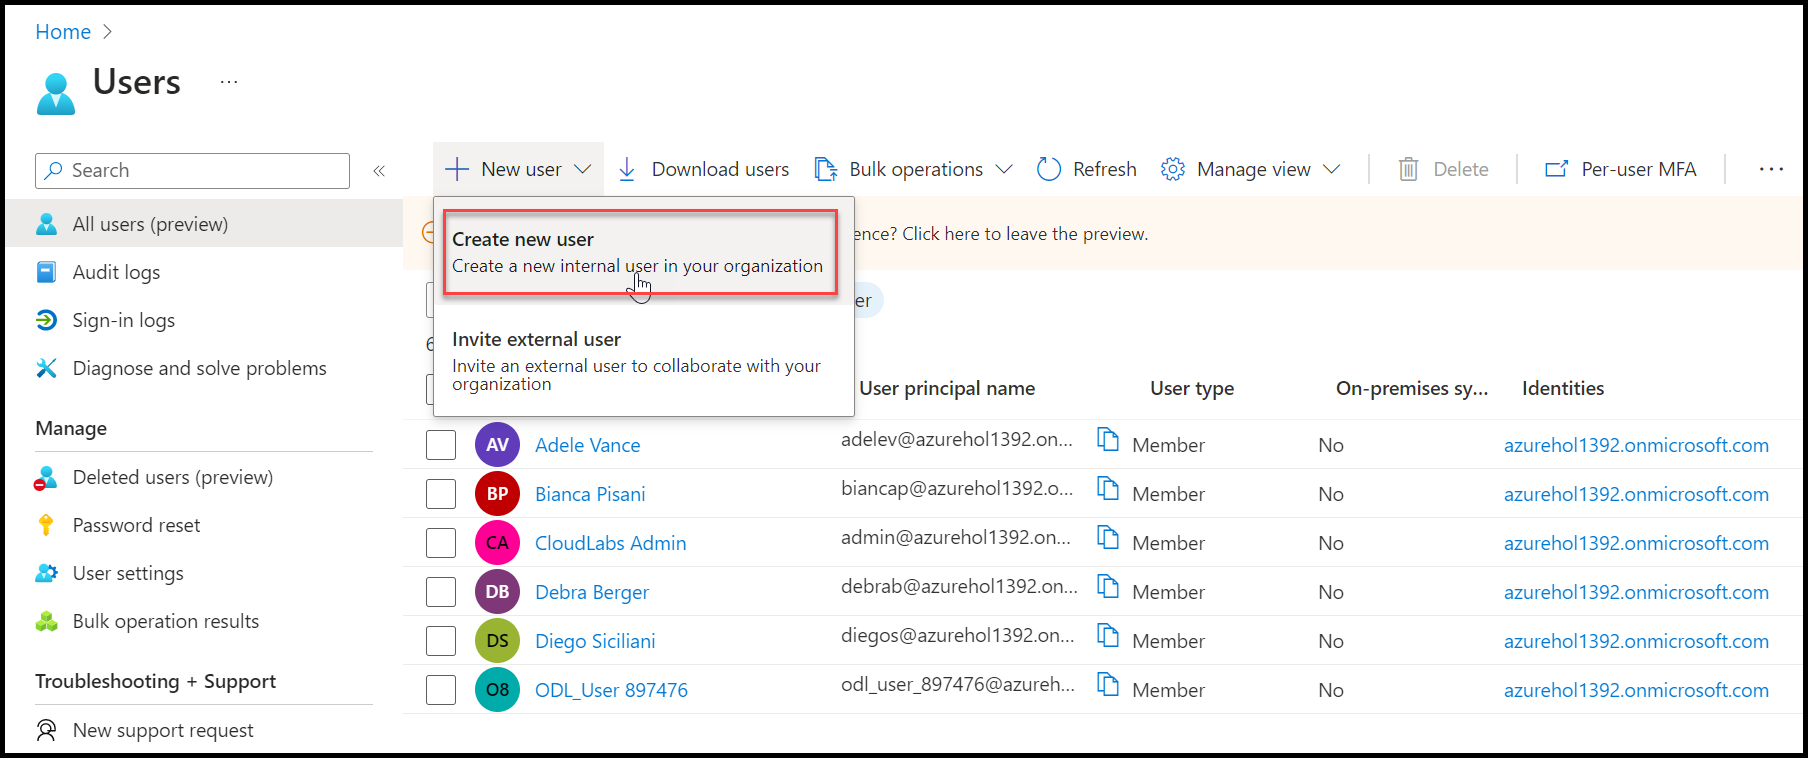 Home
Users
Search
All users (preview)
Audit logs
Sign-in logs
Diagnose and solve problems
Manage
Deleted users (preview)
Password reset
User settings
Bulk operation results
Troubleshooting + Support
New support request
New user
Download users
Bulk operations
Refresh
Manage view
Delete
Per-user MFA
Create new user
Create a new internal user in your organization
Invite external user
Invite an external user to collaborate with your
organization
ence? Click here to leave the preview.
er
6
User principal name User type On-premises sy... Identities
AV Adele Vance adelev@azurehol1392.on... Member No azurehol1392.onmicrosoft.com
BP Bianca Pisani biancap@azurehol1392.o... Member No azurehol1392.onmicrosoft.com
CA CloudLabs Admin admin@azurehol1392.on... Member No azurehol1392.onmicrosoft.com
DB Debra Berger debrab@azurehol1392.on... Member No azurehol1392.onmicrosoft.com
DS Diego Siciliani diegos@azurehol1392.on... Member No azurehol1392.onmicrosoft.com
O8 ODL_User 897476 odl_user_897476@azureh... Member No azurehol1392.onmicrosoft.com